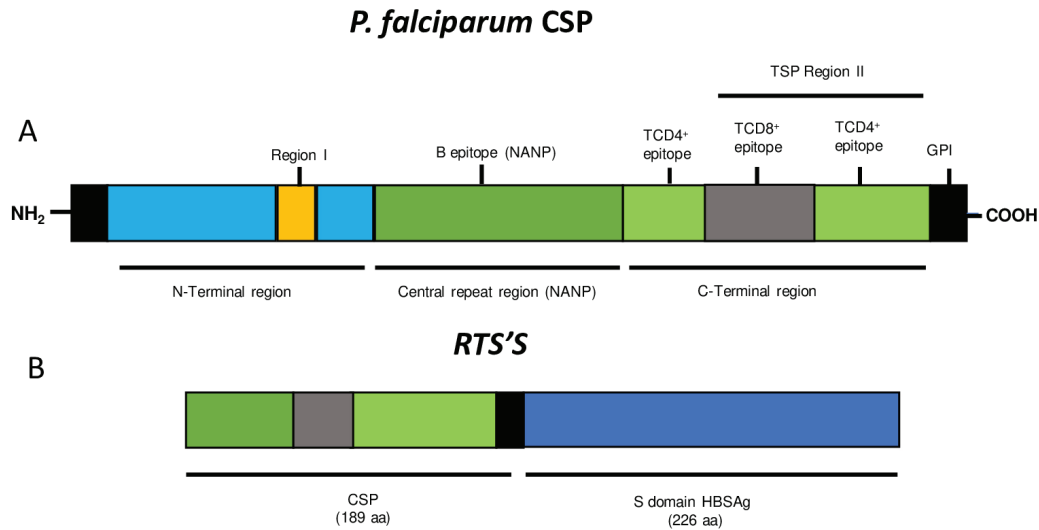 P. falciparum CSP
TSP Region II
A
Region I
B epitope (NANP)
TCD4⁺
epitope
TCD8⁺
epitope
TCD4⁺
epitope
GPI
NH₂
COOH
N-Terminal region
Central repeat region (NANP)
C-Terminal region
RTS’S
B
CSP
(189 aa)
S domain HBSAg
(226 aa)